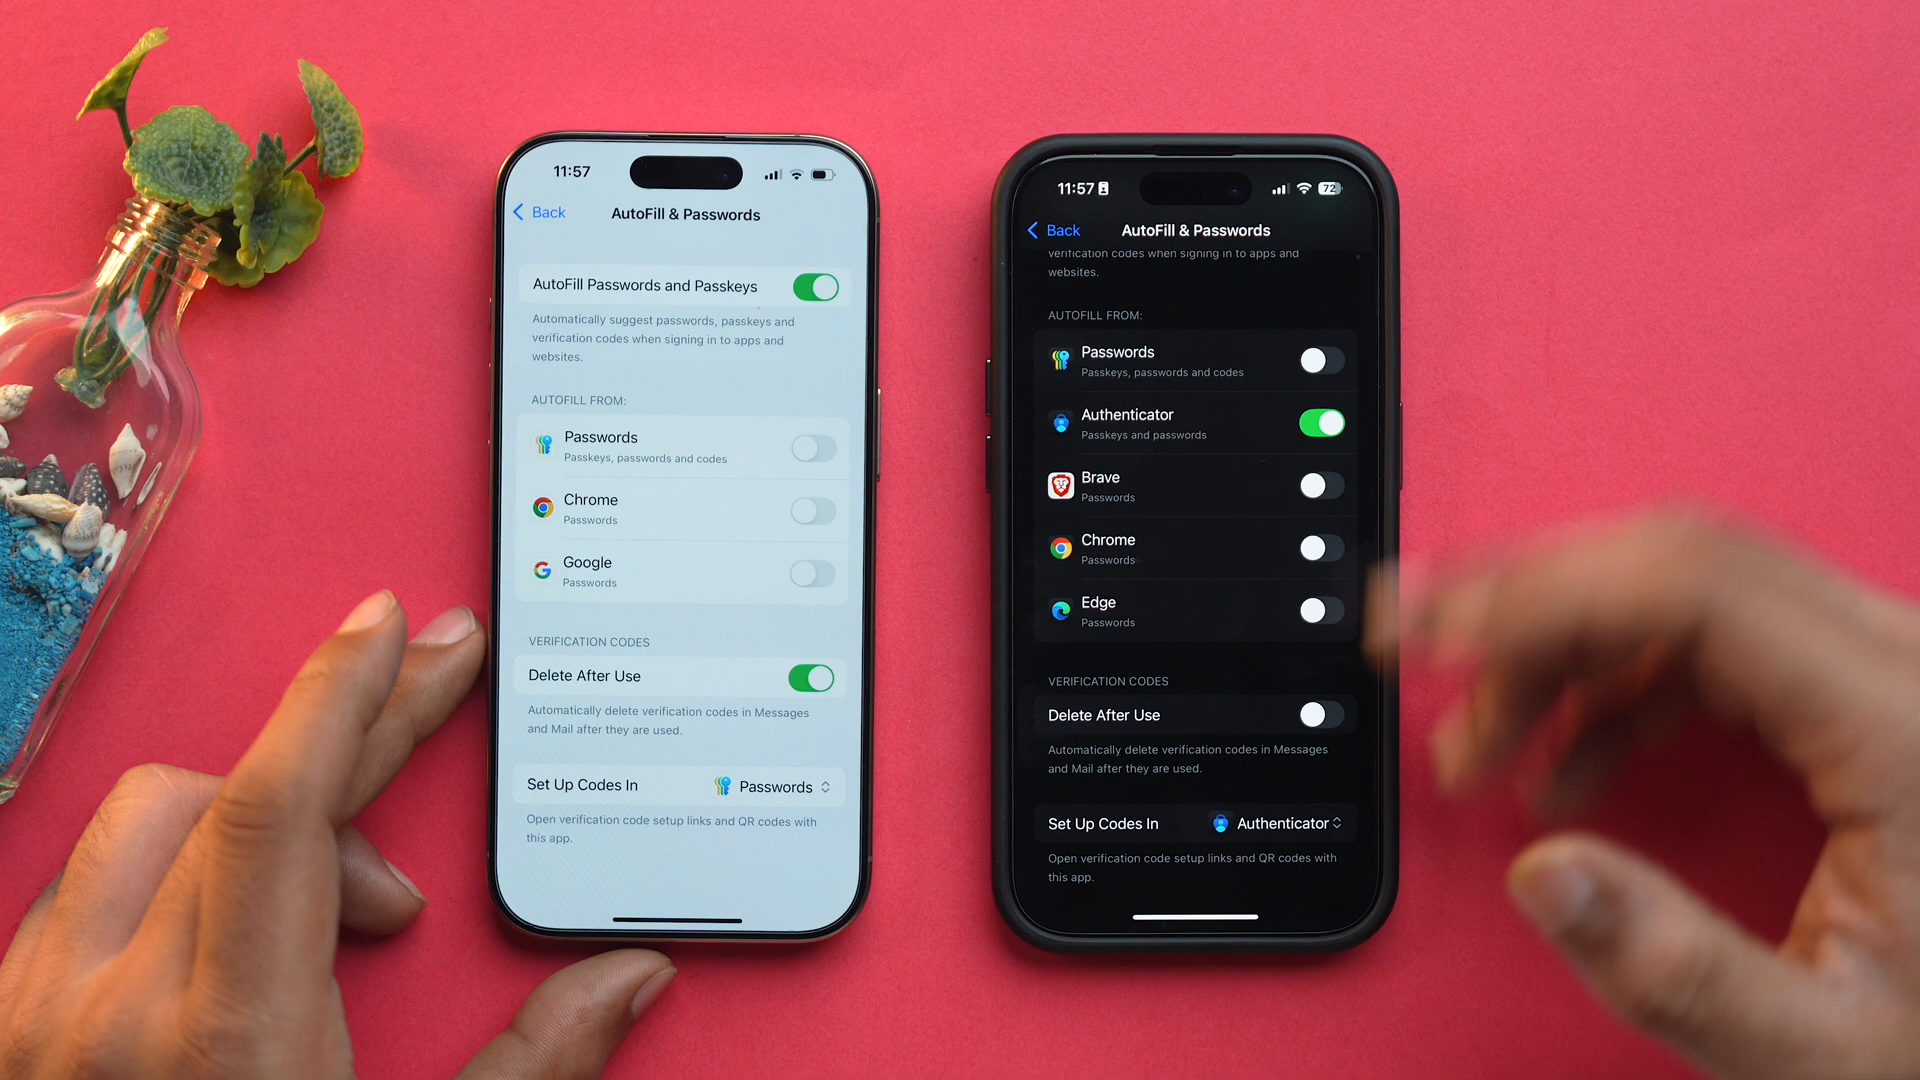 11:57
Back
AutoFill & Passwords
AutoFill Passwords and Passkeys
Automatically suggest passwords, passkeys and
verification codes when signing in to apps and
websites.
AUTOFILL FROM:
Passwords
Passkeys, passwords and codes
Chrome
Passwords
Google
Passwords
VERIFICATION CODES
Delete After Use
Automatically delete verification codes in Messages
and Mail after they are used.
Set Up Codes In
Passwords
Open verification code setup links and QR codes with
this app.
11:57
72
Back
AutoFill & Passwords
verification codes when signing in to apps and
websites.
AUTOFILL FROM:
Passwords
Passkeys, passwords and codes
Authenticator
Passkeys and passwords
Brave
Passwords
Chrome
Passwords
Edge
Passwords
VERIFICATION CODES
Delete After Use
Automatically delete verification codes in Messages
and Mail after they are used.
Set Up Codes In
Authenticator
Open verification code setup links and QR codes with
this app.